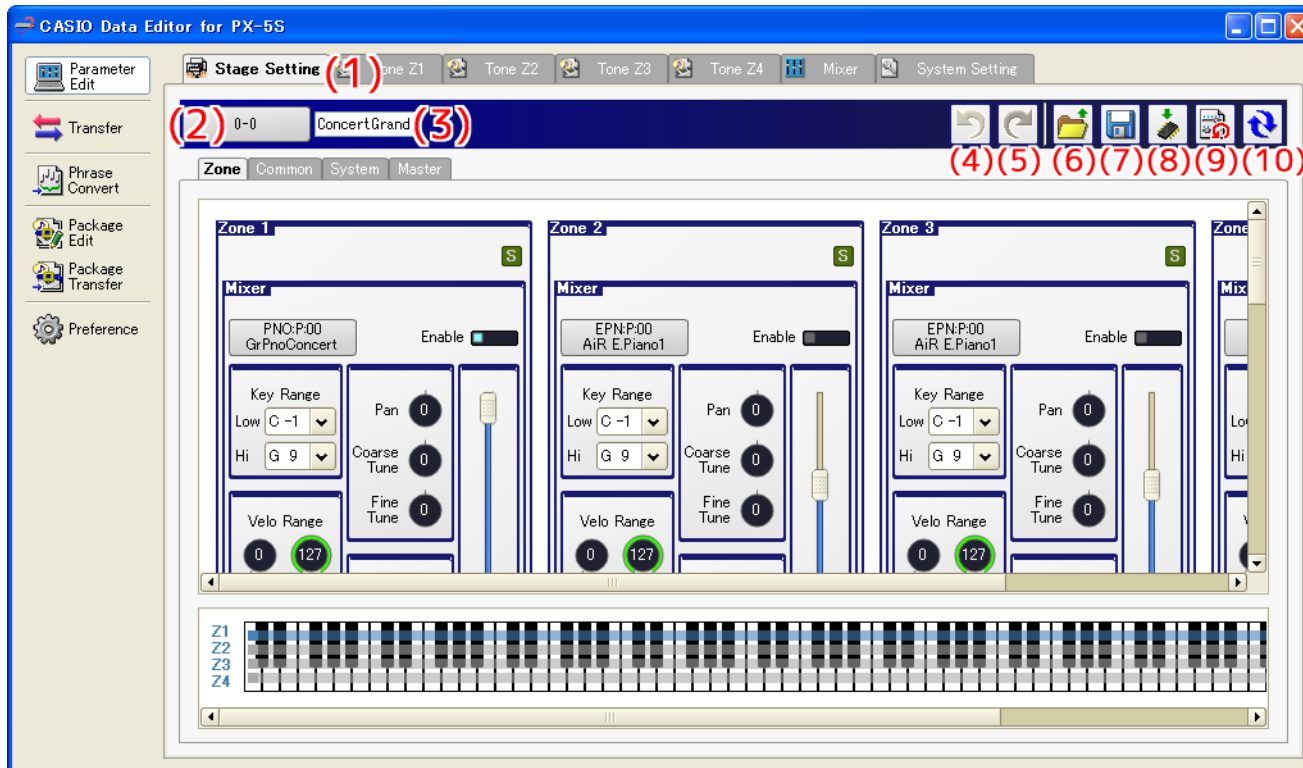 CASIO Data Editor for PX-5S
Parameter
Edit
Transfer
Phrase
Convert
Package
Edit
Package
Transfer
Preference
Stage Setting (1) Tone Z1 Tone Z2 Tone Z3 Tone Z4 Mixer System Setting
(2) 0-0 ConcertGrand (3)
(4) (5) (6) (7) (8) (9) (10)
Zone Common System Master
Zone 1
S
Mixer
PNO:P:00
GrPnoConcert
Enable
Key Range
Low C -1
Hi G 9
Pan 0
Coarse
Tune 0
Fine
Tune 0
Velo Range
0 127
Zone 2
S
Mixer
EPN:P:00
AiR E.Piano1
Enable
Key Range
Low C -1
Hi G 9
Pan 0
Coarse
Tune 0
Fine
Tune 0
Velo Range
0 127
Zone 3
S
Mixer
EPN:P:00
AiR E.Piano1
Enable
Key Range
Low C -1
Hi G 9
Pan 0
Coarse
Tune 0
Fine
Tune 0
Velo Range
0 127
Zone
Mix
Hi
Z1
Z2
Z3
Z4